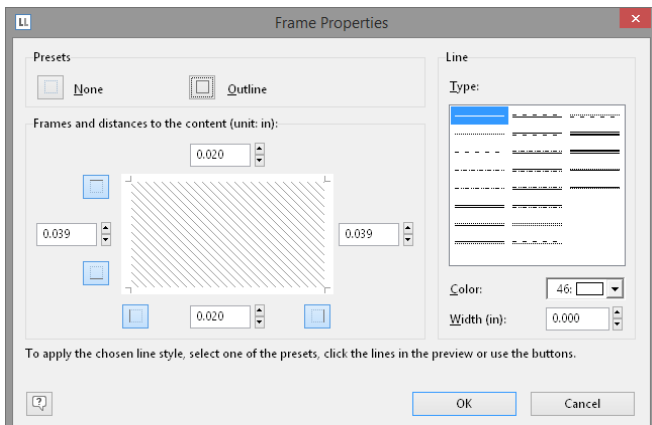 LL
Frame Properties
Presets
None
Outline
Frames and distances to the content (unit: in):
0.020
0.039
0.039
0.020
Line
Type:
Color:
46:
Width (in):
0.000
To apply the chosen line style, select one of the presets, click the lines in the preview or use the buttons.
?
OK
Cancel